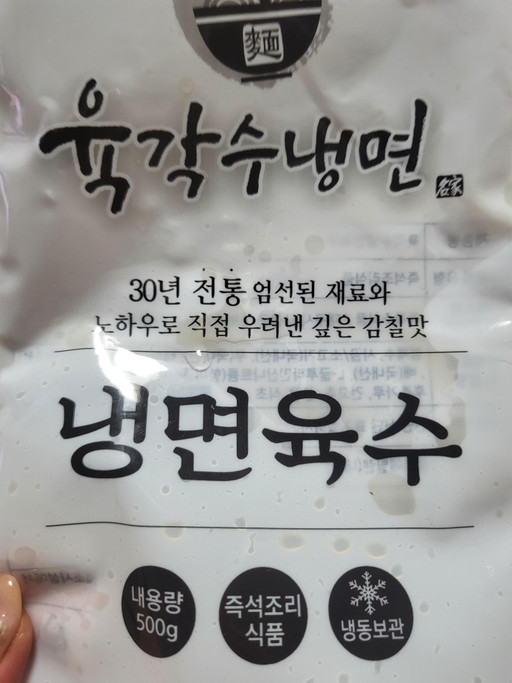 麵
육각수냉면
名家
30년 전통 엄선된 재료와
노하우로 직접 우려낸 깊은 감칠맛
냉면육수
내용량
500g
즉석조리
식품
냉동보관